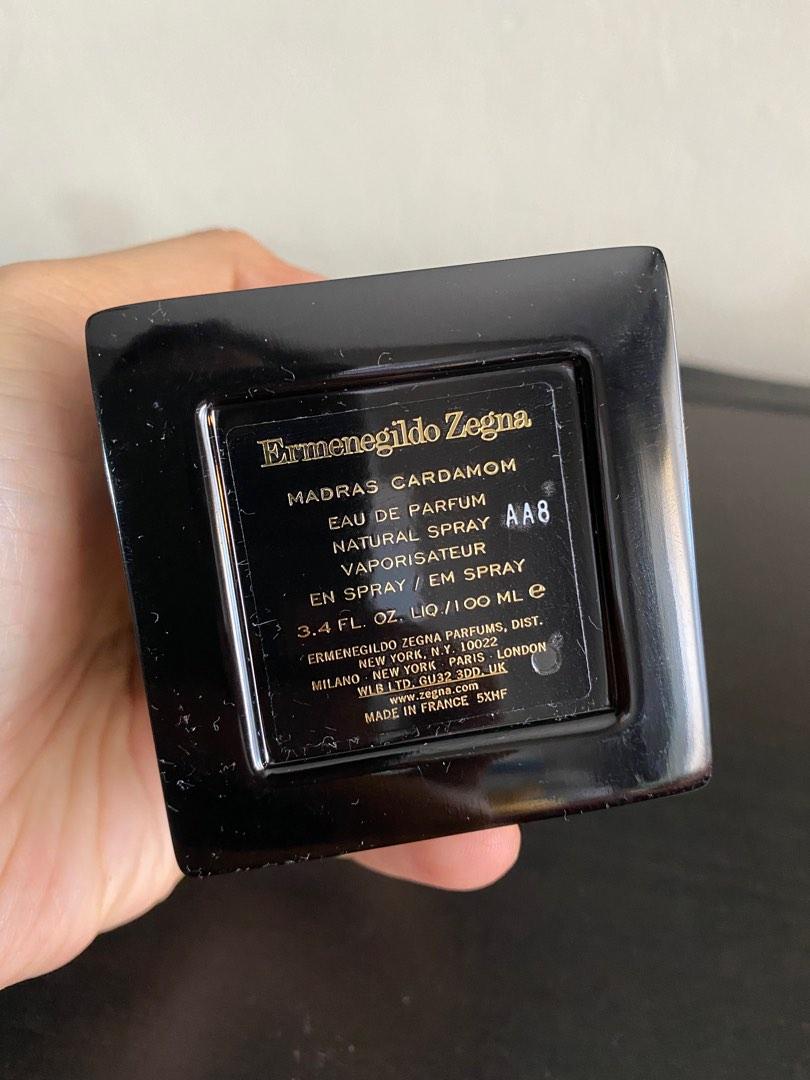 Ermenegildo Zegna
MADRAS CARDAMOM
EAU DE PARFUM
NATURAL SPRAY AA8
VAPORISATEUR
EN SPRAY / EM SPRAY
3.4 FL. OZ. LIQ./100 ML e
ERMENEGILDO ZEGNA PARFUMS, DIST.
NEW YORK, N.Y. 10022
MILANO · NEW YORK · PARIS · LONDON
WLB LTD, GU32 3DD, UK
www.zegna.com
MADE IN FRANCE 5XHF